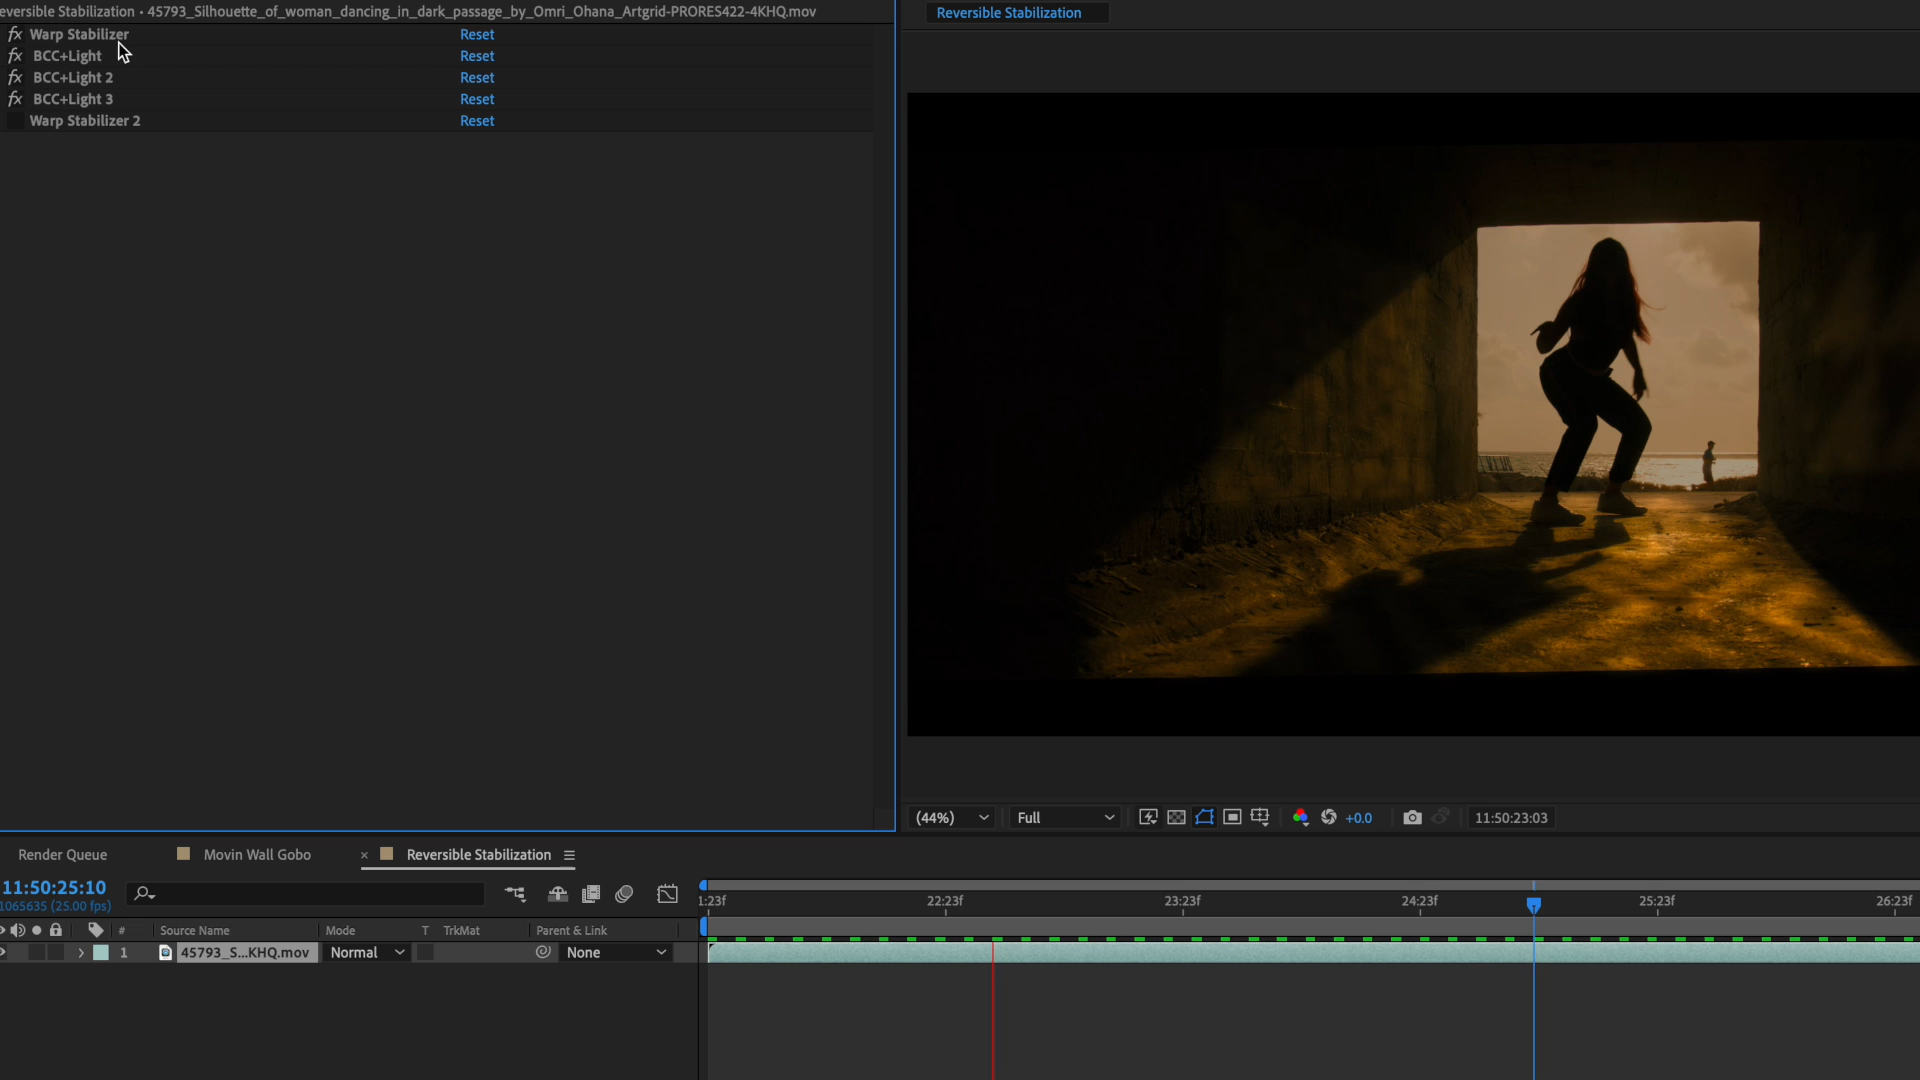 eversible Stabilization • 45793_Silhouette_of_woman_dancing_in_dark_passage_by_Omri_Ohana_Artgrid-PRORES422-4KHQ.mov
Reversible Stabilization
fx Warp Stabilizer Reset
fx BCC+Light Reset
fx BCC+Light 2 Reset
fx BCC+Light 3 Reset
Warp Stabilizer 2 Reset
(44%) Full +0.0 11:50:23:03
Render Queue Movin Wall Gobo × Reversible Stabilization
11:50:25:10
1065635 (25.00 fps)
1:23f 22:23f 23:23f 24:23f 25:23f 26:23f
# Source Name Mode T TrkMat Parent & Link
1 45793_S...KHQ.mov Normal None